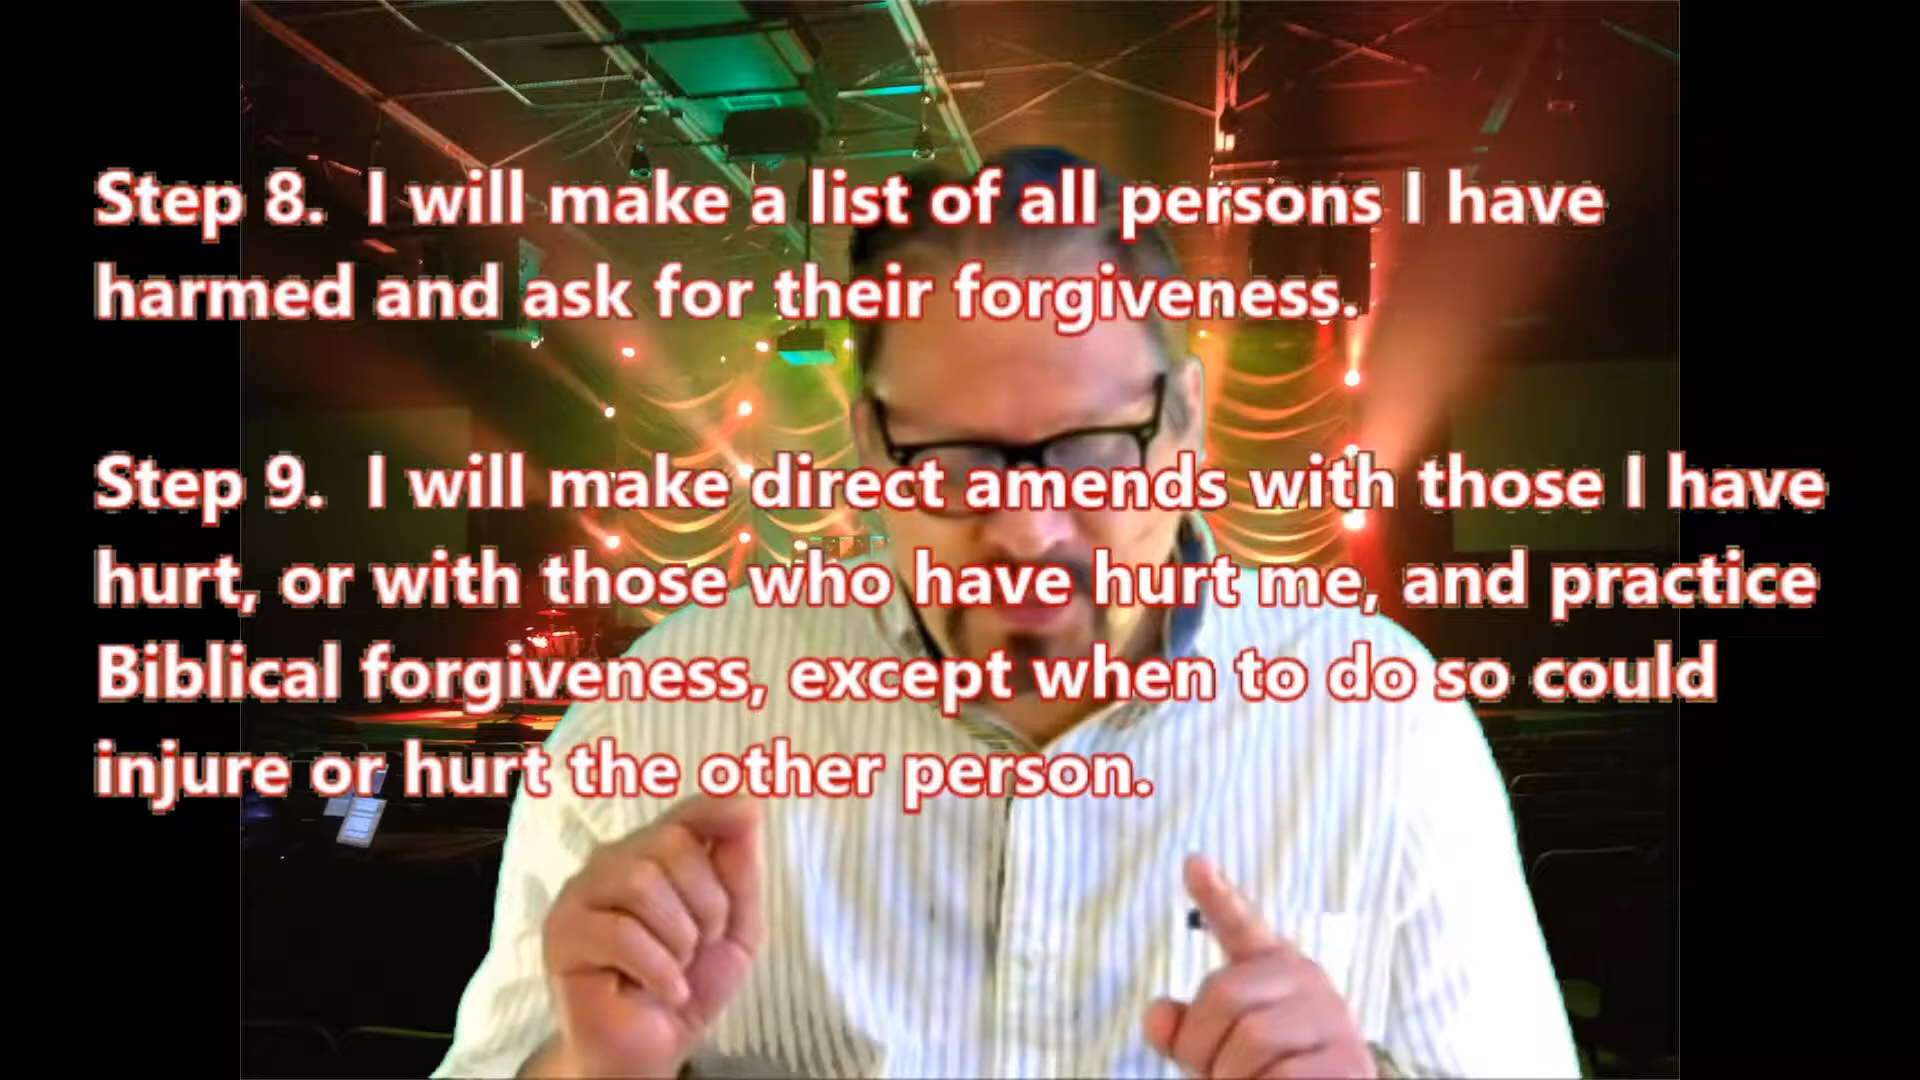 Step 8.  I will make a list of all persons I have
harmed and ask for their forgiveness.
Step 9.  I will make direct amends with those I have
hurt, or with those who have hurt me, and practice
Biblical forgiveness, except when to do so could
injure or hurt the other person.